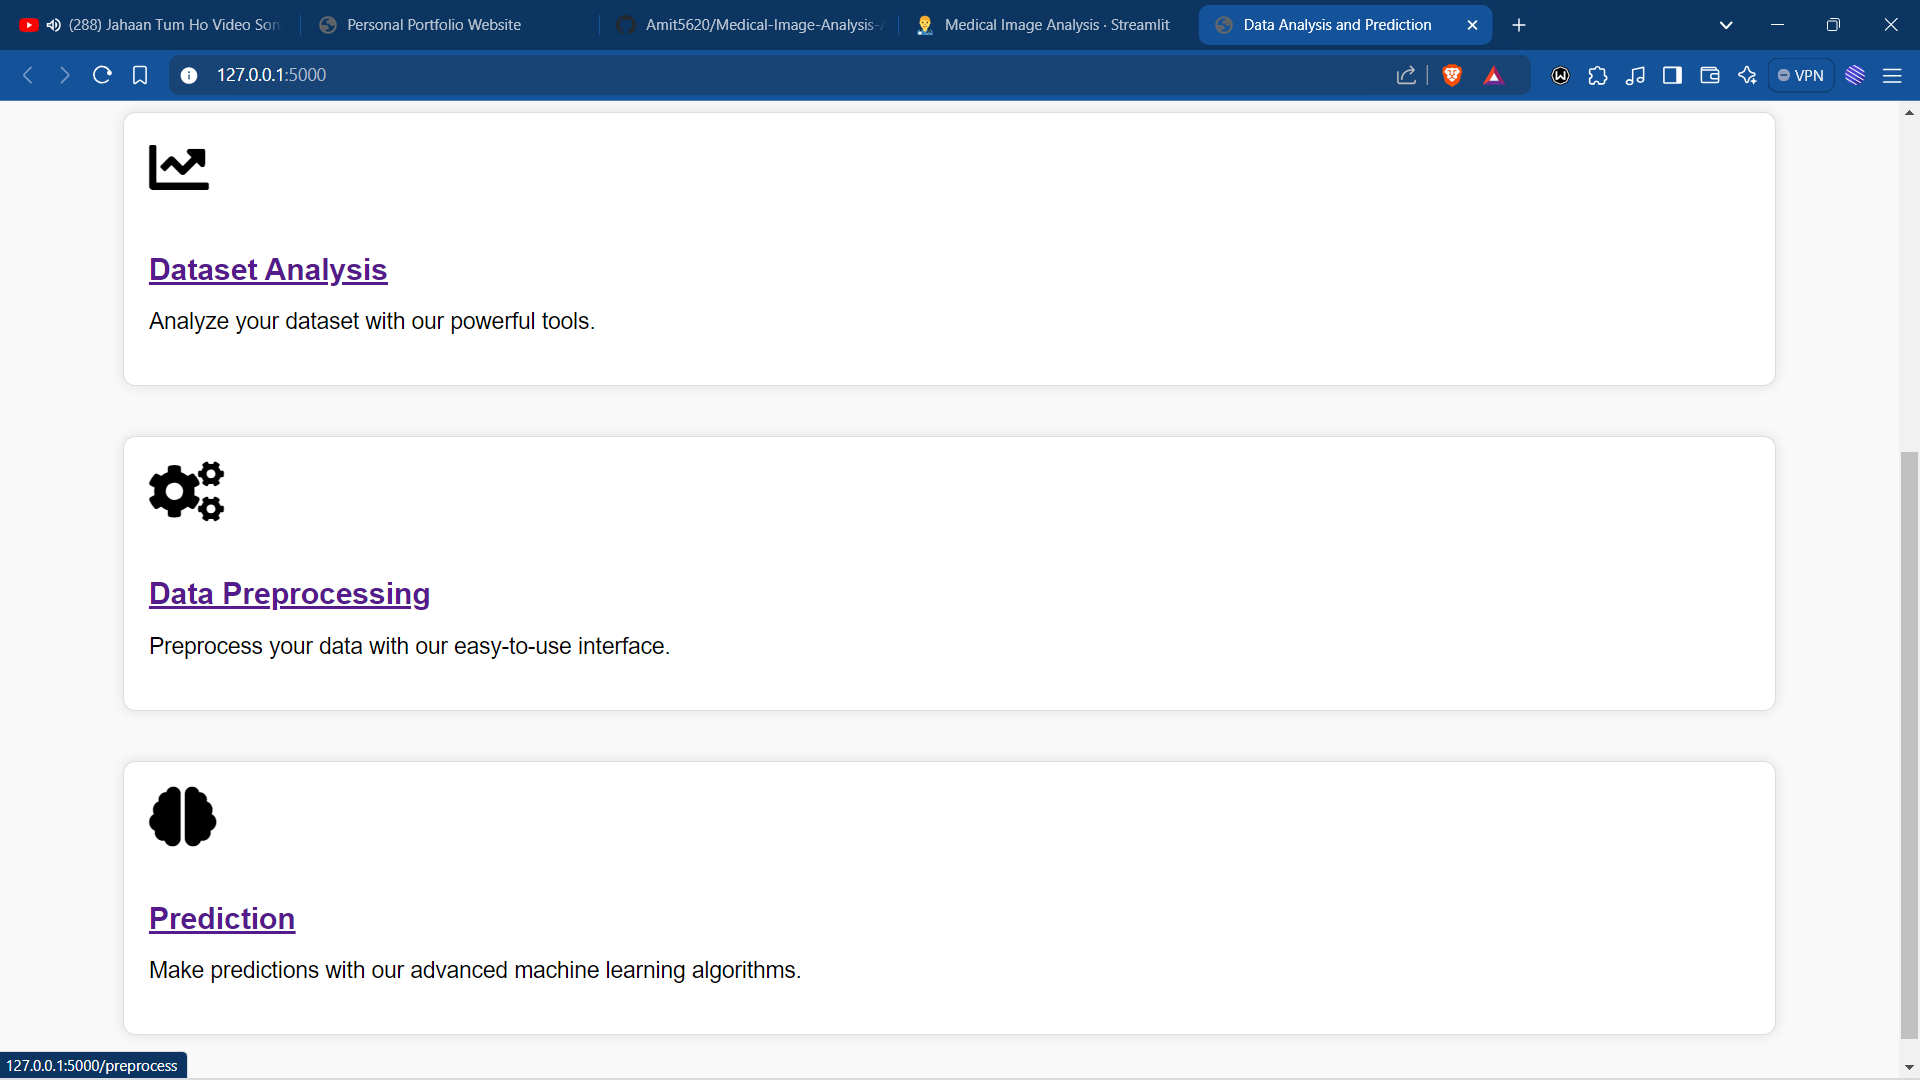 (288) Jahaan Tum Ho Video Son
Personal Portfolio Website
Amit5620/Medical-Image-Analysis-
Medical Image Analysis · Streamlit
Data Analysis and Prediction
127.0.0.1:5000
VPN
Dataset Analysis
Analyze your dataset with our powerful tools.
Data Preprocessing
Preprocess your data with our easy-to-use interface.
Prediction
Make predictions with our advanced machine learning algorithms.
127.0.0.1:5000/preprocess